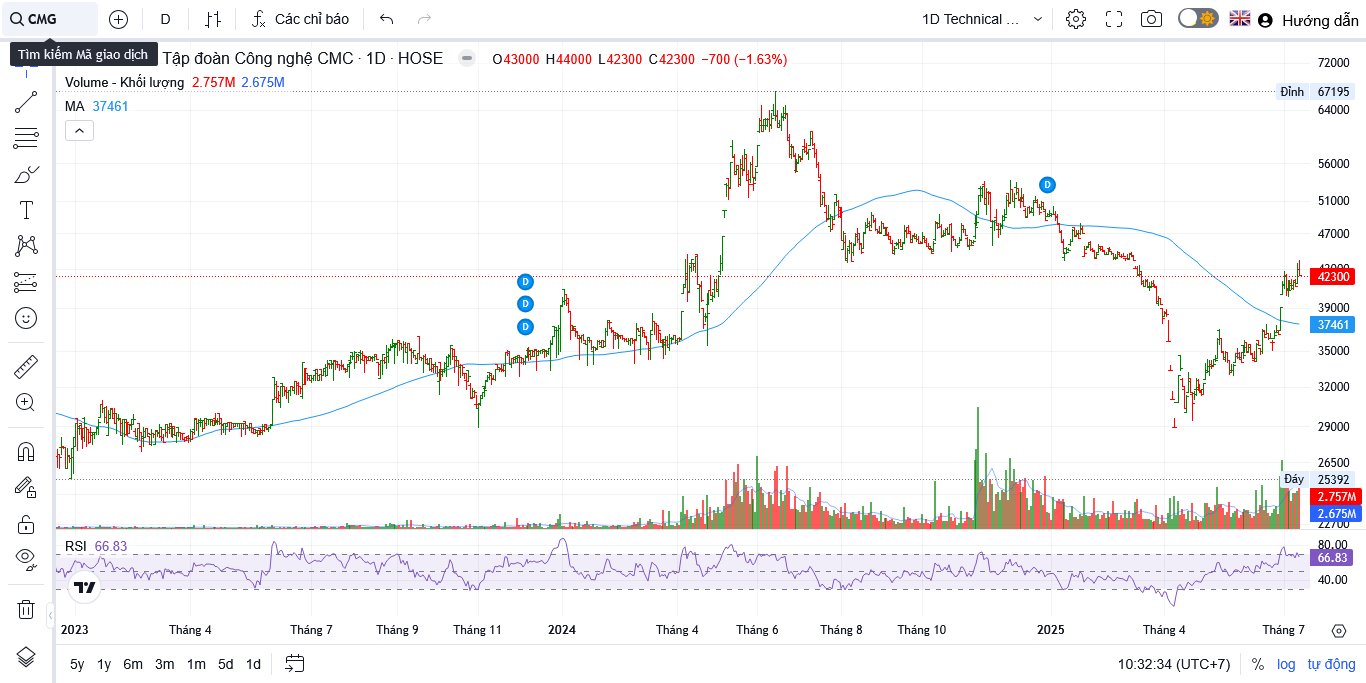 CMG
D
Các chỉ báo
1D Technical ...
Hướng dẫn
Tìm kiếm Mã giao dịch
Tập đoàn Công nghệ CMC · 1D · HOSE
O43000 H44000 L42300 C42300 −700 (−1.63%)
Volume - Khối lượng 2.757M 2.675M
MA 37461
72000
Đỉnh 67195
64000
56000
51000
47000
43000
42300
39000
37461
35000
32000
29000
26500
Đáy 25392
2.757M
2.675M
22700
D
D
D
D
RSI 66.83
80.00
66.83
40.00
2023 Tháng 4 Tháng 7 Tháng 9 Tháng 11 2024 Tháng 4 Tháng 6 Tháng 8 Tháng 10 2025 Tháng 4 Tháng 7
5y 1y 6m 3m 1m 5d 1d
10:32:34 (UTC+7) % log tự động